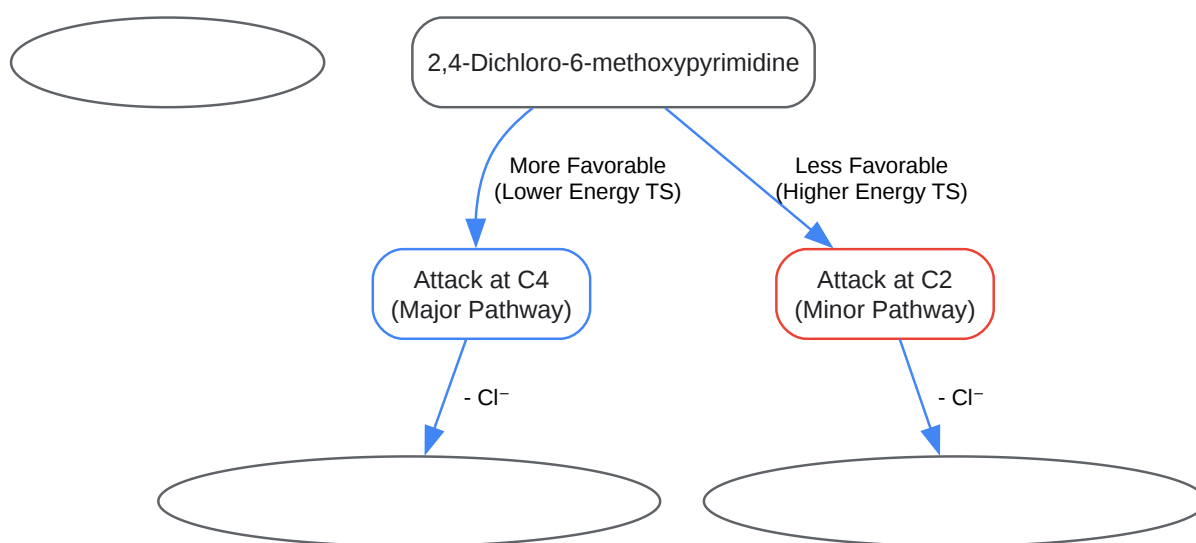 2,4-Dichloro-6-methoxypyrimidine
More Favorable
(Lower Energy TS)
Less Favorable
(Higher Energy TS)
Attack at C4
(Major Pathway)
Attack at C2
(Minor Pathway)
- Cl⁻
- Cl⁻